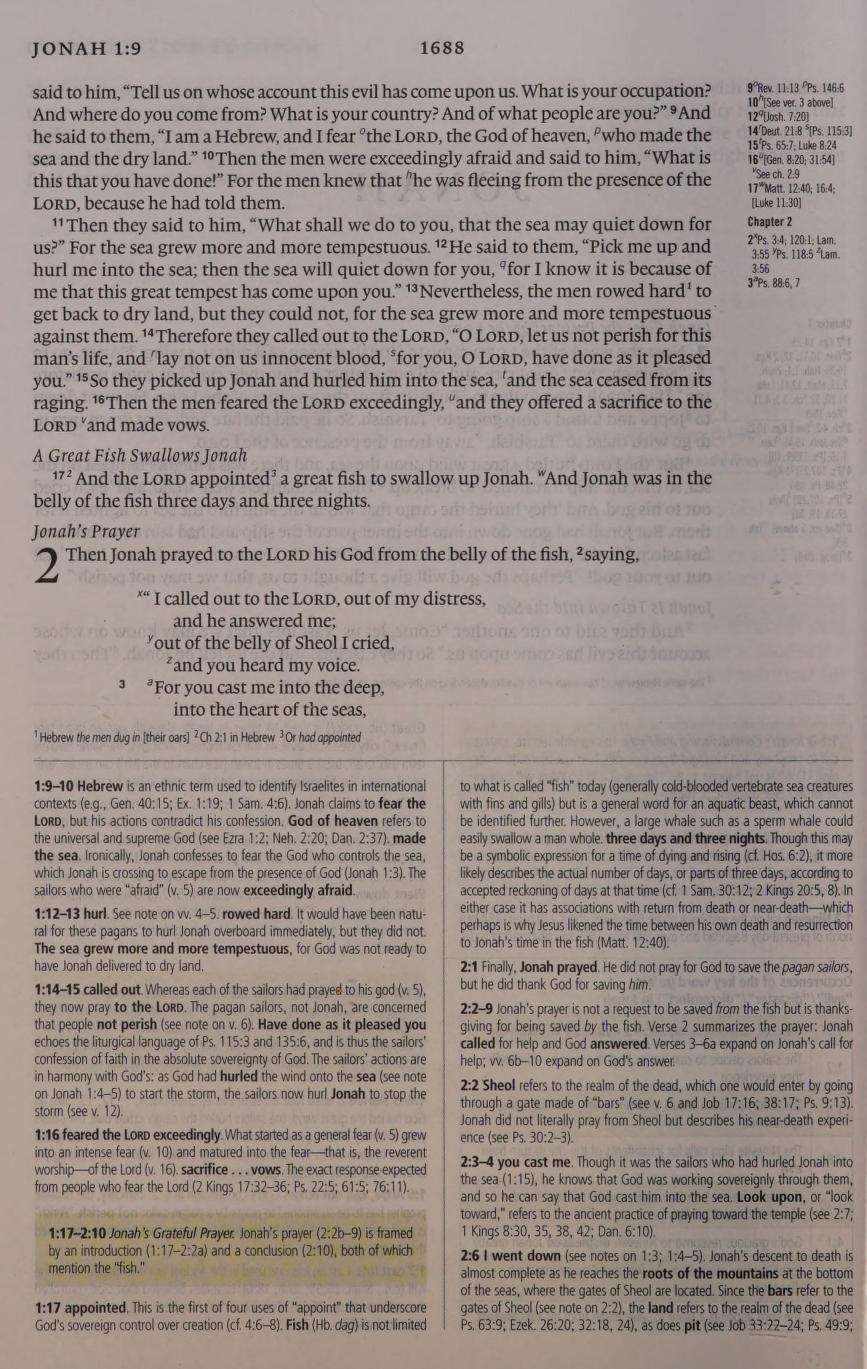 JONAH 1:9
1688
said to him, “Tell us on whose account this evil has come upon us. What is your occupation?
And where do you come from? What is your country? And of what people are you?” ⁹And
he said to them, “I am a Hebrew, and I fear ᵒthe LORD, the God of heaven, ᵖwho made the
sea and the dry land.” ¹⁰Then the men were exceedingly afraid and said to him, “What is
this that you have done!” For the men knew that ⁿhe was fleeing from the presence of the
LORD, because he had told them.
¹¹Then they said to him, “What shall we do to you, that the sea may quiet down for
us?” For the sea grew more and more tempestuous. ¹²He said to them, “Pick me up and
hurl me into the sea; then the sea will quiet down for you, ᑫfor I know it is because of
me that this great tempest has come upon you.” ¹³Nevertheless, the men rowed hard¹ to
get back to dry land, but they could not, for the sea grew more and more tempestuous
against them. ¹⁴Therefore they called out to the LORD, “O LORD, let us not perish for this
man’s life, and ʳlay not on us innocent blood, ˢfor you, O LORD, have done as it pleased
you.” ¹⁵So they picked up Jonah and hurled him into the sea, ᵗand the sea ceased from its
raging. ¹⁶Then the men feared the LORD exceedingly, ᵘand they offered a sacrifice to the
LORD ᵛand made vows.
A Great Fish Swallows Jonah
¹⁷² And the LORD appointed³ a great fish to swallow up Jonah. ʷAnd Jonah was in the
belly of the fish three days and three nights.
Jonah’s Prayer
2 Then Jonah prayed to the LORD his God from the belly of the fish, ²saying,
ˣ“ I called out to the LORD, out of my distress,
and he answered me;
ʸout of the belly of Sheol I cried,
ᶻand you heard my voice.
3 ᵃFor you cast me into the deep,
into the heart of the seas,
¹ Hebrew the men dug in [their oars] ² Ch 2:1 in Hebrew ³ Or had appointed
9ᵒRev. 11:13 ᵖPs. 146:6
10ⁿ[See ver. 3 above]
12ᑫ[Josh. 7:20]
14ʳDeut. 21:8 ˢ[Ps. 115:3]
15ᵗPs. 65:7; Luke 8:24
16ᵘ[Gen. 8:20; 31:54]
ᵛSee ch. 2:9
17ʷMatt. 12:40; 16:4;
[Luke 11:30]
Chapter 2
2ˣPs. 3:4; 120:1; Lam.
3:55 ʸPs. 118:5 ᶻLam.
3:56
3ᵃPs. 88:6, 7
1:9–10 Hebrew is an ethnic term used to identify Israelites in international
contexts (e.g., Gen. 40:15; Ex. 1:19; 1 Sam. 4:6). Jonah claims to fear the
LORD, but his actions contradict his confession. God of heaven refers to
the universal and supreme God (see Ezra 1:2; Neh. 2:20; Dan. 2:37). made
the sea. Ironically, Jonah confesses to fear the God who controls the sea,
which Jonah is crossing to escape from the presence of God (Jonah 1:3). The
sailors who were “afraid” (v. 5) are now exceedingly afraid.
1:12–13 hurl. See note on vv. 4–5. rowed hard. It would have been natu-
ral for these pagans to hurl Jonah overboard immediately, but they did not.
The sea grew more and more tempestuous, for God was not ready to
have Jonah delivered to dry land.
1:14–15 called out. Whereas each of the sailors had prayed to his god (v. 5),
they now pray to the LORD. The pagan sailors, not Jonah, are concerned
that people not perish (see note on v. 6). Have done as it pleased you
echoes the liturgical language of Ps. 115:3 and 135:6, and is thus the sailors’
confession of faith in the absolute sovereignty of God. The sailors’ actions are
in harmony with God’s: as God had hurled the wind onto the sea (see note
on Jonah 1:4–5) to start the storm, the sailors now hurl Jonah to stop the
storm (see v. 12).
1:16 feared the LORD exceedingly. What started as a general fear (v. 5) grew
into an intense fear (v. 10) and matured into the fear—that is, the reverent
worship—of the Lord (v. 16). sacrifice . . . vows. The exact response expected
from people who fear the Lord (2 Kings 17:32–36; Ps. 22:5; 61:5; 76:11).
1:17–2:10 Jonah’s Grateful Prayer. Jonah’s prayer (2:2b–9) is framed
by an introduction (1:17–2:2a) and a conclusion (2:10), both of which
mention the “fish.”
1:17 appointed. This is the first of four uses of “appoint” that underscore
God’s sovereign control over creation (cf. 4:6–8). Fish (Hb. dag) is not limited
to what is called “fish” today (generally cold-blooded vertebrate sea creatures
with fins and gills) but is a general word for an aquatic beast, which cannot
be identified further. However, a large whale such as a sperm whale could
easily swallow a man whole. three days and three nights. Though this may
be a symbolic expression for a time of dying and rising (cf. Hos. 6:2), it more
likely describes the actual number of days, or parts of three days, according to
accepted reckoning of days at that time (cf. 1 Sam. 30:12; 2 Kings 20:5, 8). In
either case it has associations with return from death or near-death—which
perhaps is why Jesus likened the time between his own death and resurrection
to Jonah’s time in the fish (Matt. 12:40).
2:1 Finally, Jonah prayed. He did not pray for God to save the pagan sailors,
but he did thank God for saving him.
2:2–9 Jonah’s prayer is not a request to be saved from the fish but is thanks-
giving for being saved by the fish. Verse 2 summarizes the prayer: Jonah
called for help and God answered. Verses 3–6a expand on Jonah’s call for
help; vv. 6b–10 expand on God’s answer.
2:2 Sheol refers to the realm of the dead, which one would enter by going
through a gate made of “bars” (see v. 6 and Job 17:16; 38:17; Ps. 9:13).
Jonah did not literally pray from Sheol but describes his near-death experi-
ence (see Ps. 30:2–3).
2:3–4 you cast me. Though it was the sailors who had hurled Jonah into
the sea (1:15), he knows that God was working sovereignly through them,
and so he can say that God cast him into the sea. Look upon, or “look
toward,” refers to the ancient practice of praying toward the temple (see 2:7;
1 Kings 8:30, 35, 38, 42; Dan. 6:10).
2:6 I went down (see notes on 1:3; 1:4–5). Jonah’s descent to death is
almost complete as he reaches the roots of the mountains at the bottom
of the seas, where the gates of Sheol are located. Since the bars refer to the
gates of Sheol (see note on 2:2), the land refers to the realm of the dead (see
Ps. 63:9; Ezek. 26:20; 32:18, 24), as does pit (see Job 33:22–24; Ps. 49:9;